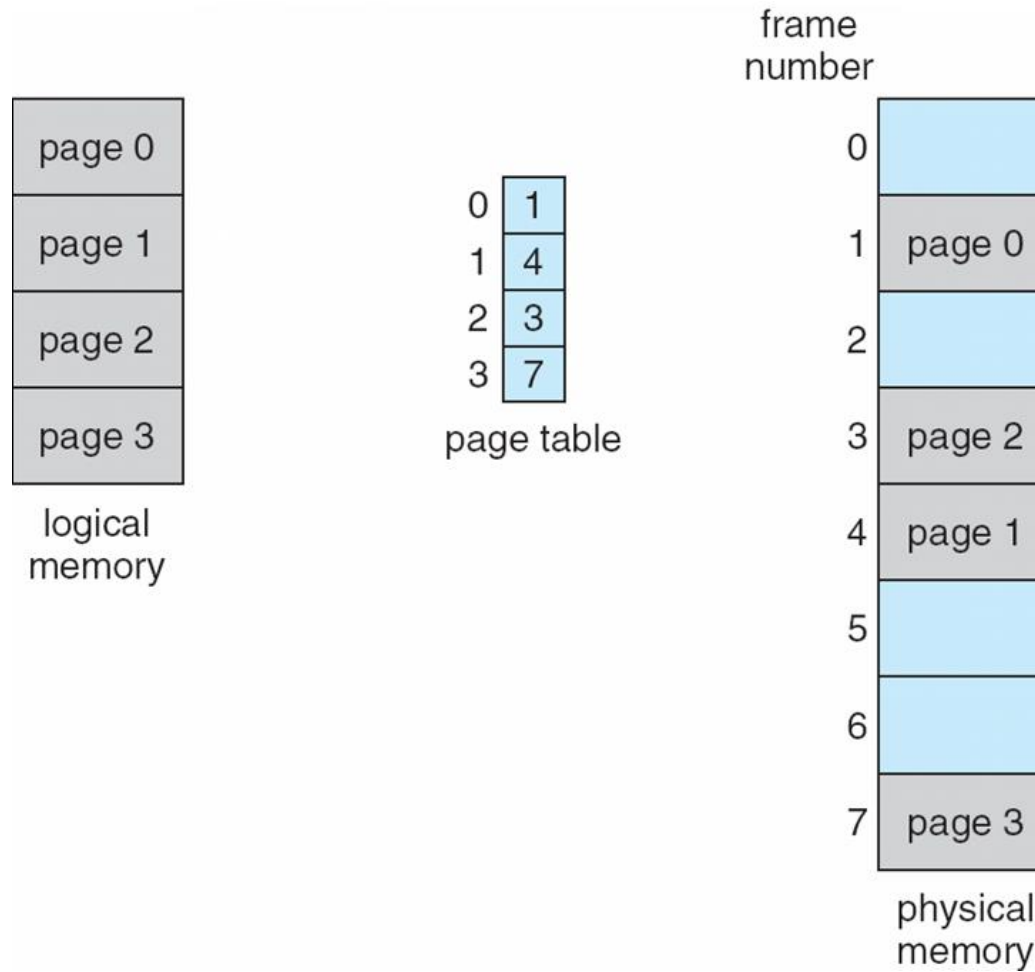 frame
number
page 0
page 1
page 2
page 3
logical
memory
0 1
1 4
2 3
3 7
page table
0
1 page 0
2
3 page 2
4 page 1
5
6
7 page 3
physical
memory